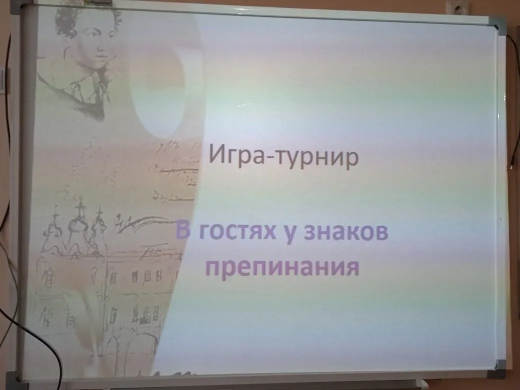 Игра-турнир
В гостях у знаков
препинания